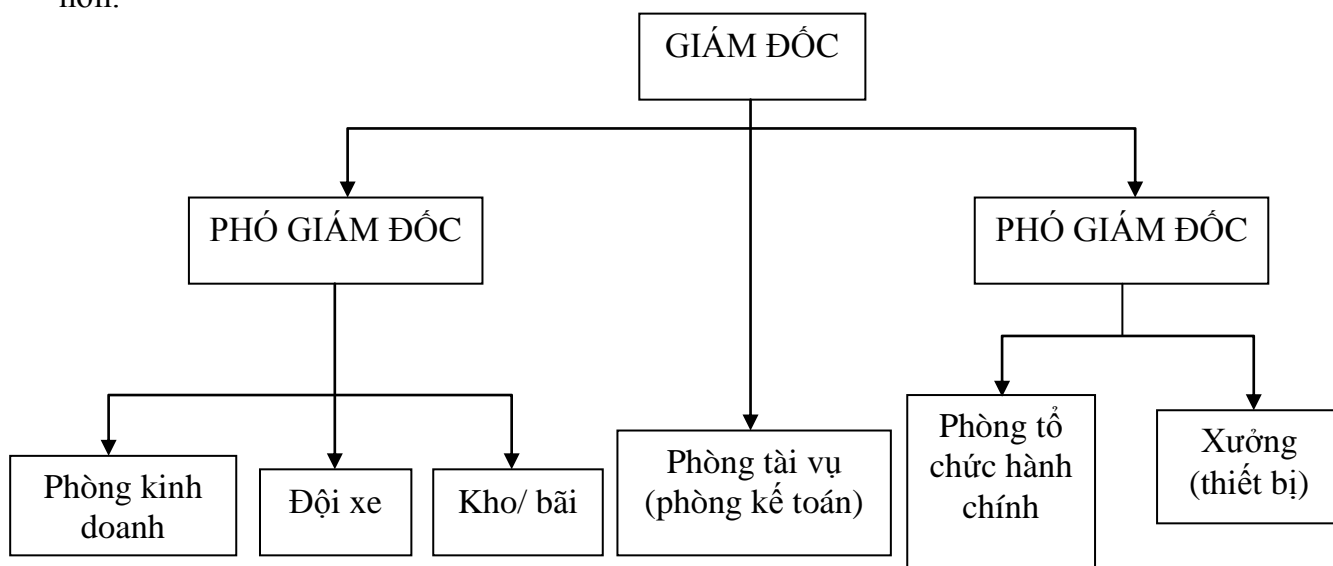 GIÁM ĐỐC
PHÓ GIÁM ĐỐC
PHÓ GIÁM ĐỐC
Phòng kinh
doanh
Đội xe
Kho/ bãi
Phòng tài vụ
(phòng kế toán)
Phòng tổ
chức hành
chính
Xưởng
(thiết bị)